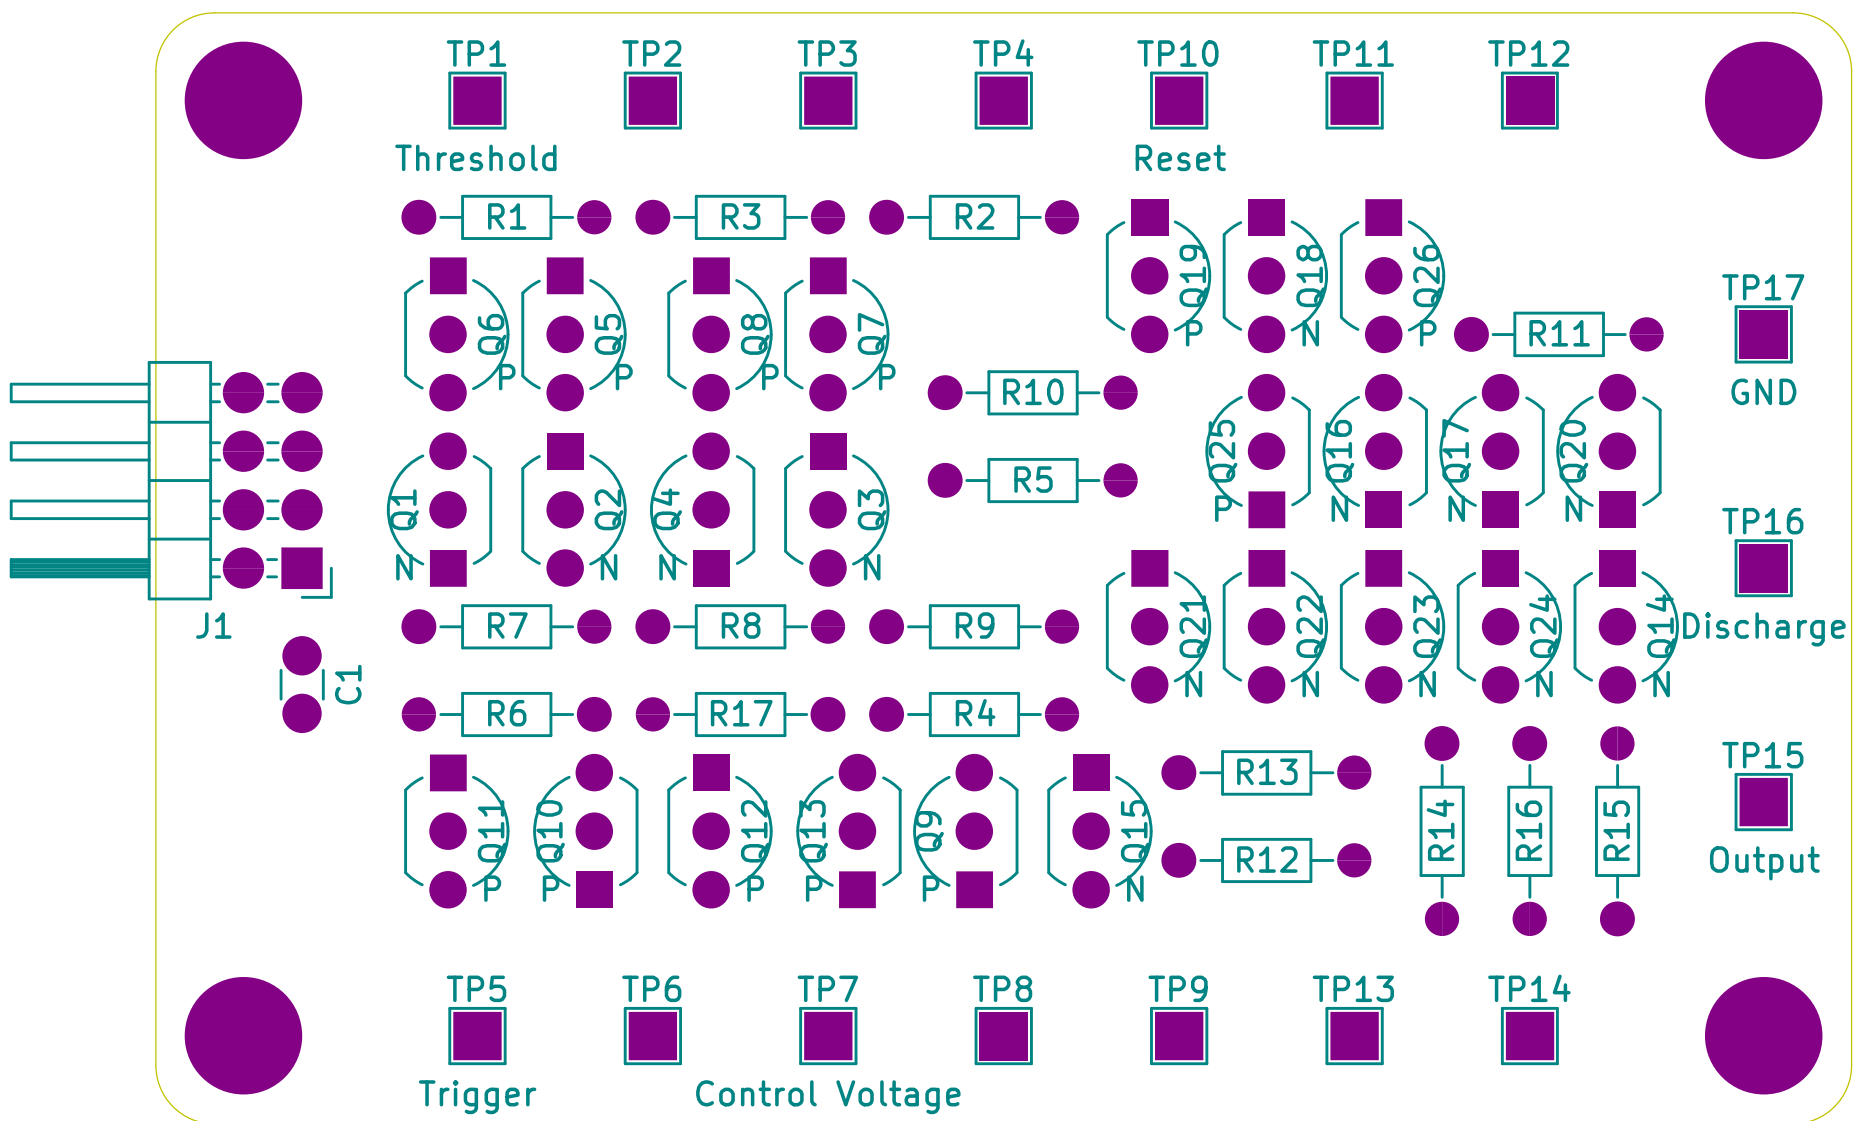 TP1 TP2 TP3 TP4 TP10 TP11 TP12
Threshold Reset
R1 R3 R2
Q19 Q18 Q26
P N P
TP17
GND
Q6 Q5 Q8 Q7
P P P P
R11
R10
R5
Q25 Q16 Q17 Q20
P N N N
Q1 Q2 Q4 Q3
N N N N
TP16
Discharge
J1
R7 R8 R9
Q21 Q22 Q23 Q24 Q14
N N N N N
C1
R6 R17 R4
TP15
Output
R13
R12
R14 R16 R15
Q11 Q10 Q12 Q13 Q9 Q15
P P P P P N
TP5 TP6 TP7 TP8 TP9 TP13 TP14
Trigger Control Voltage